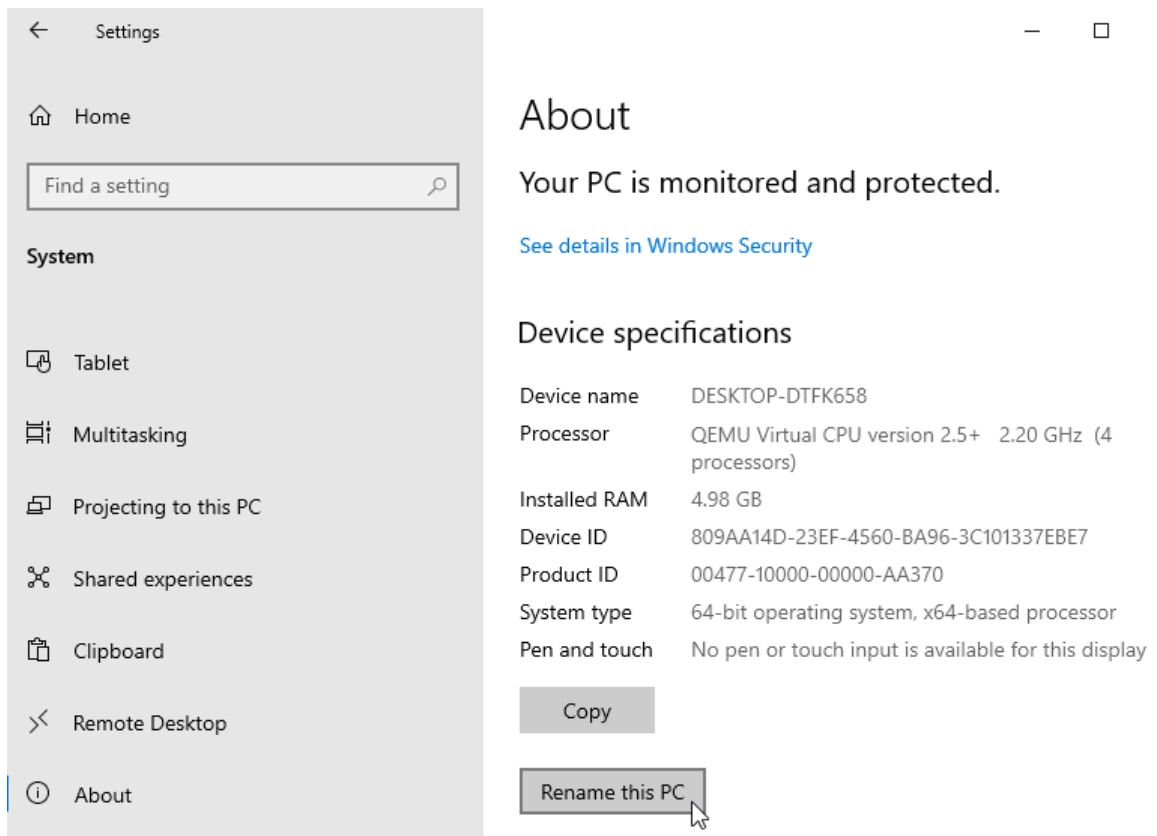 Settings
Home
Find a setting
System
Tablet
Multitasking
Projecting to this PC
Shared experiences
Clipboard
Remote Desktop
About
About
Your PC is monitored and protected.
See details in Windows Security
Device specifications
Device name DESKTOP-DTFK658
Processor QEMU Virtual CPU version 2.5+ 2.20 GHz (4
processors)
Installed RAM 4.98 GB
Device ID 809AA14D-23EF-4560-BA96-3C101337EBE7
Product ID 00477-10000-00000-AA370
System type 64-bit operating system, x64-based processor
Pen and touch No pen or touch input is available for this display
Copy
Rename this PC